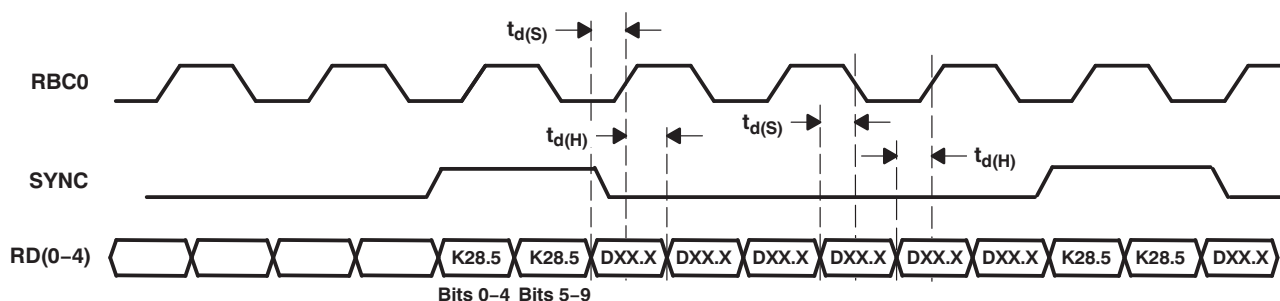 td(S)
RBC0
td(H)
td(S)
td(H)
SYNC
RD(0–4)
K28.5 K28.5 DXX.X DXX.X DXX.X DXX.X DXX.X DXX.X K28.5 K28.5 DXX.X
Bits 0–4 Bits 5–9